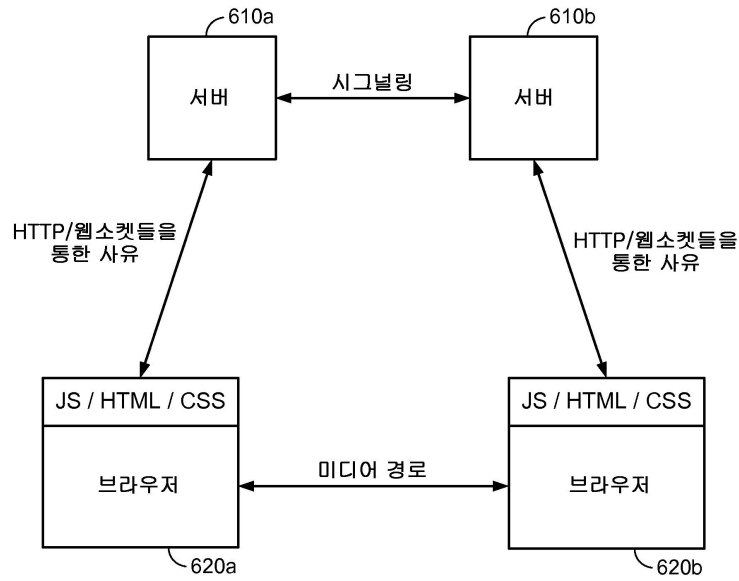 610a
610b
서버
시그널링
서버
HTTP/웹소켓들을
통한 사유
HTTP/웹소켓들을
통한 사유
JS / HTML / CSS
JS / HTML / CSS
브라우저
미디어 경로
브라우저
620a
620b